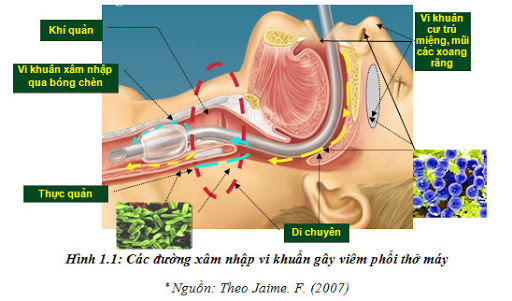 Khí quản
Vi khuẩn xâm nhập
qua bóng chèn
Vi khuẩn
cư trú
miệng, mũi
các xoang
răng
Thực quản
Di chuyên
Hình 1.1: Các đường xâm nhập vi khuẩn gây viêm phổi thở máy
*Nguồn: Theo Jaime. F. (2007)